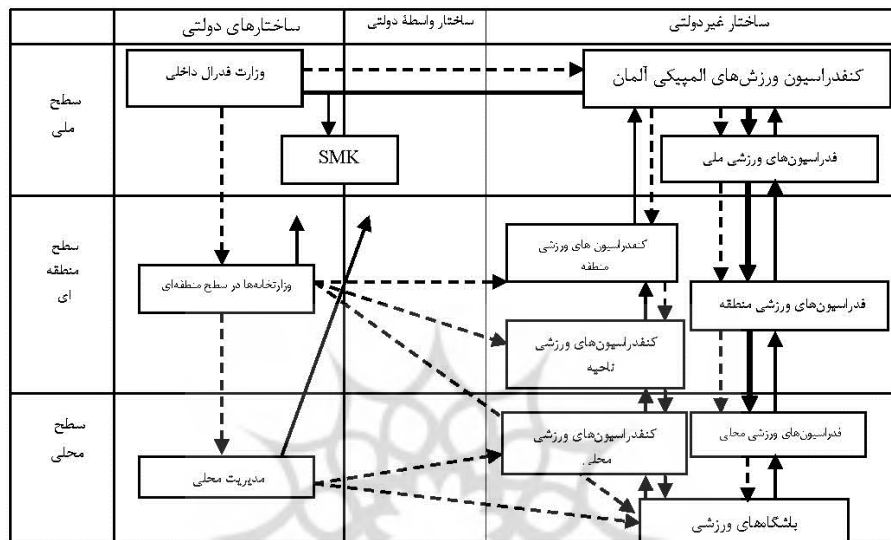 ساختار غیردولتی
ساختار واسطهٔ دولتی
ساختارهای دولتی
کنفدراسیون ورزش‌های المپیکی آلمان
وزارت فدرال داخلی
سطح
ملی
SMK
فدراسیون‌های ورزشی ملی
کنفدراسیون های ورزشی
منطقه
سطح
منطقه
ای
وزارتخانه‌ها در سطح منطقه‌ای
فدراسیون‌های ورزشی منطقه
کنفدراسیون‌های ورزشی
ناحیه
فدراسیون‌های ورزشی محلی
کنفدراسیون‌های ورزشی
محلی
سطح
محلی
مدیریت محلی
باشگاه‌های ورزشی